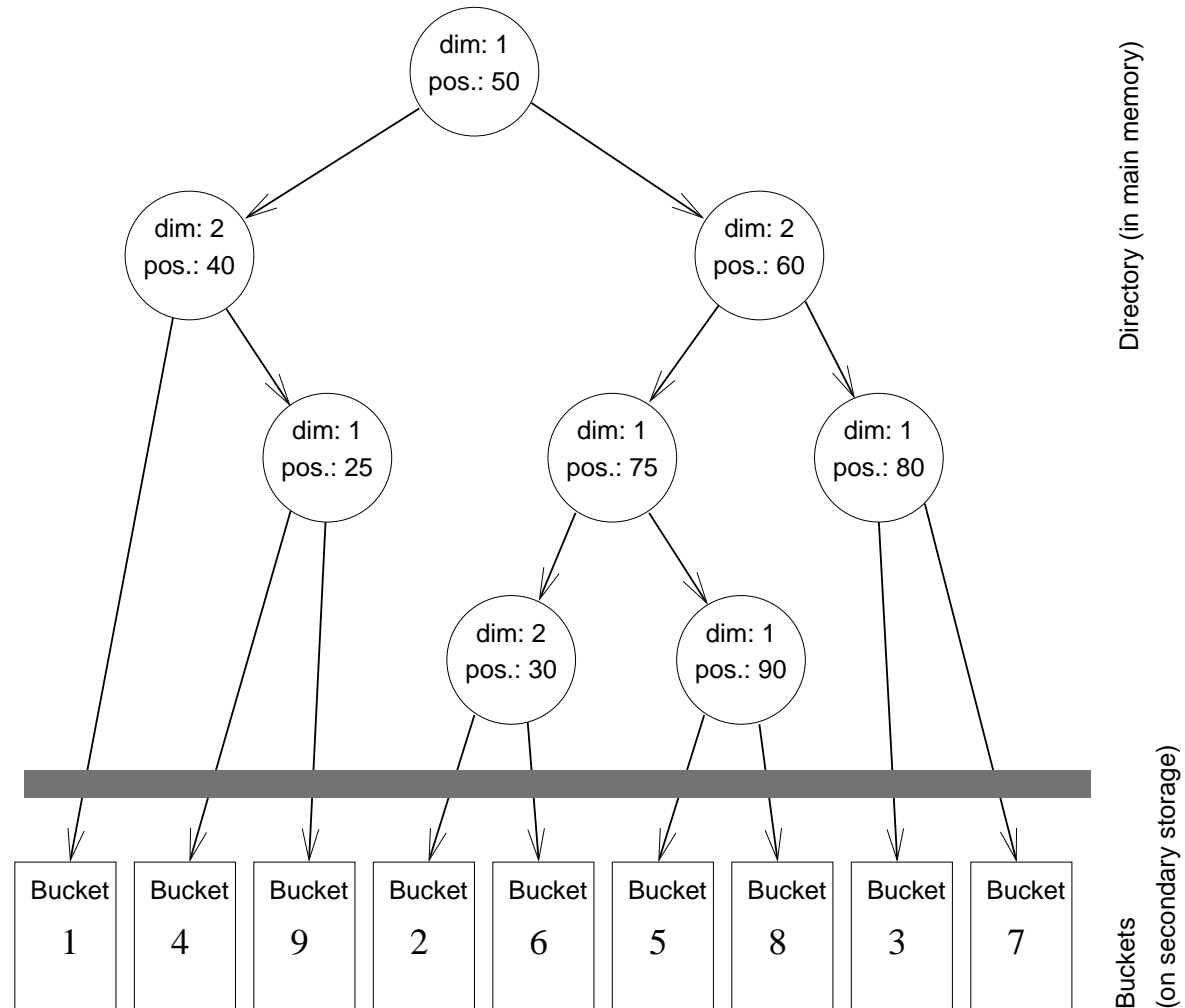 dim: 1
pos.: 50
dim: 2
pos.: 40
dim: 2
pos.: 60
dim: 1
pos.: 25
dim: 1
pos.: 75
dim: 1
pos.: 80
dim: 2
pos.: 30
dim: 1
pos.: 90
Bucket
1
Bucket
4
Bucket
9
Bucket
2
Bucket
6
Bucket
5
Bucket
8
Bucket
3
Bucket
7
Directory (in main memory)
Buckets
(on secondary storage)